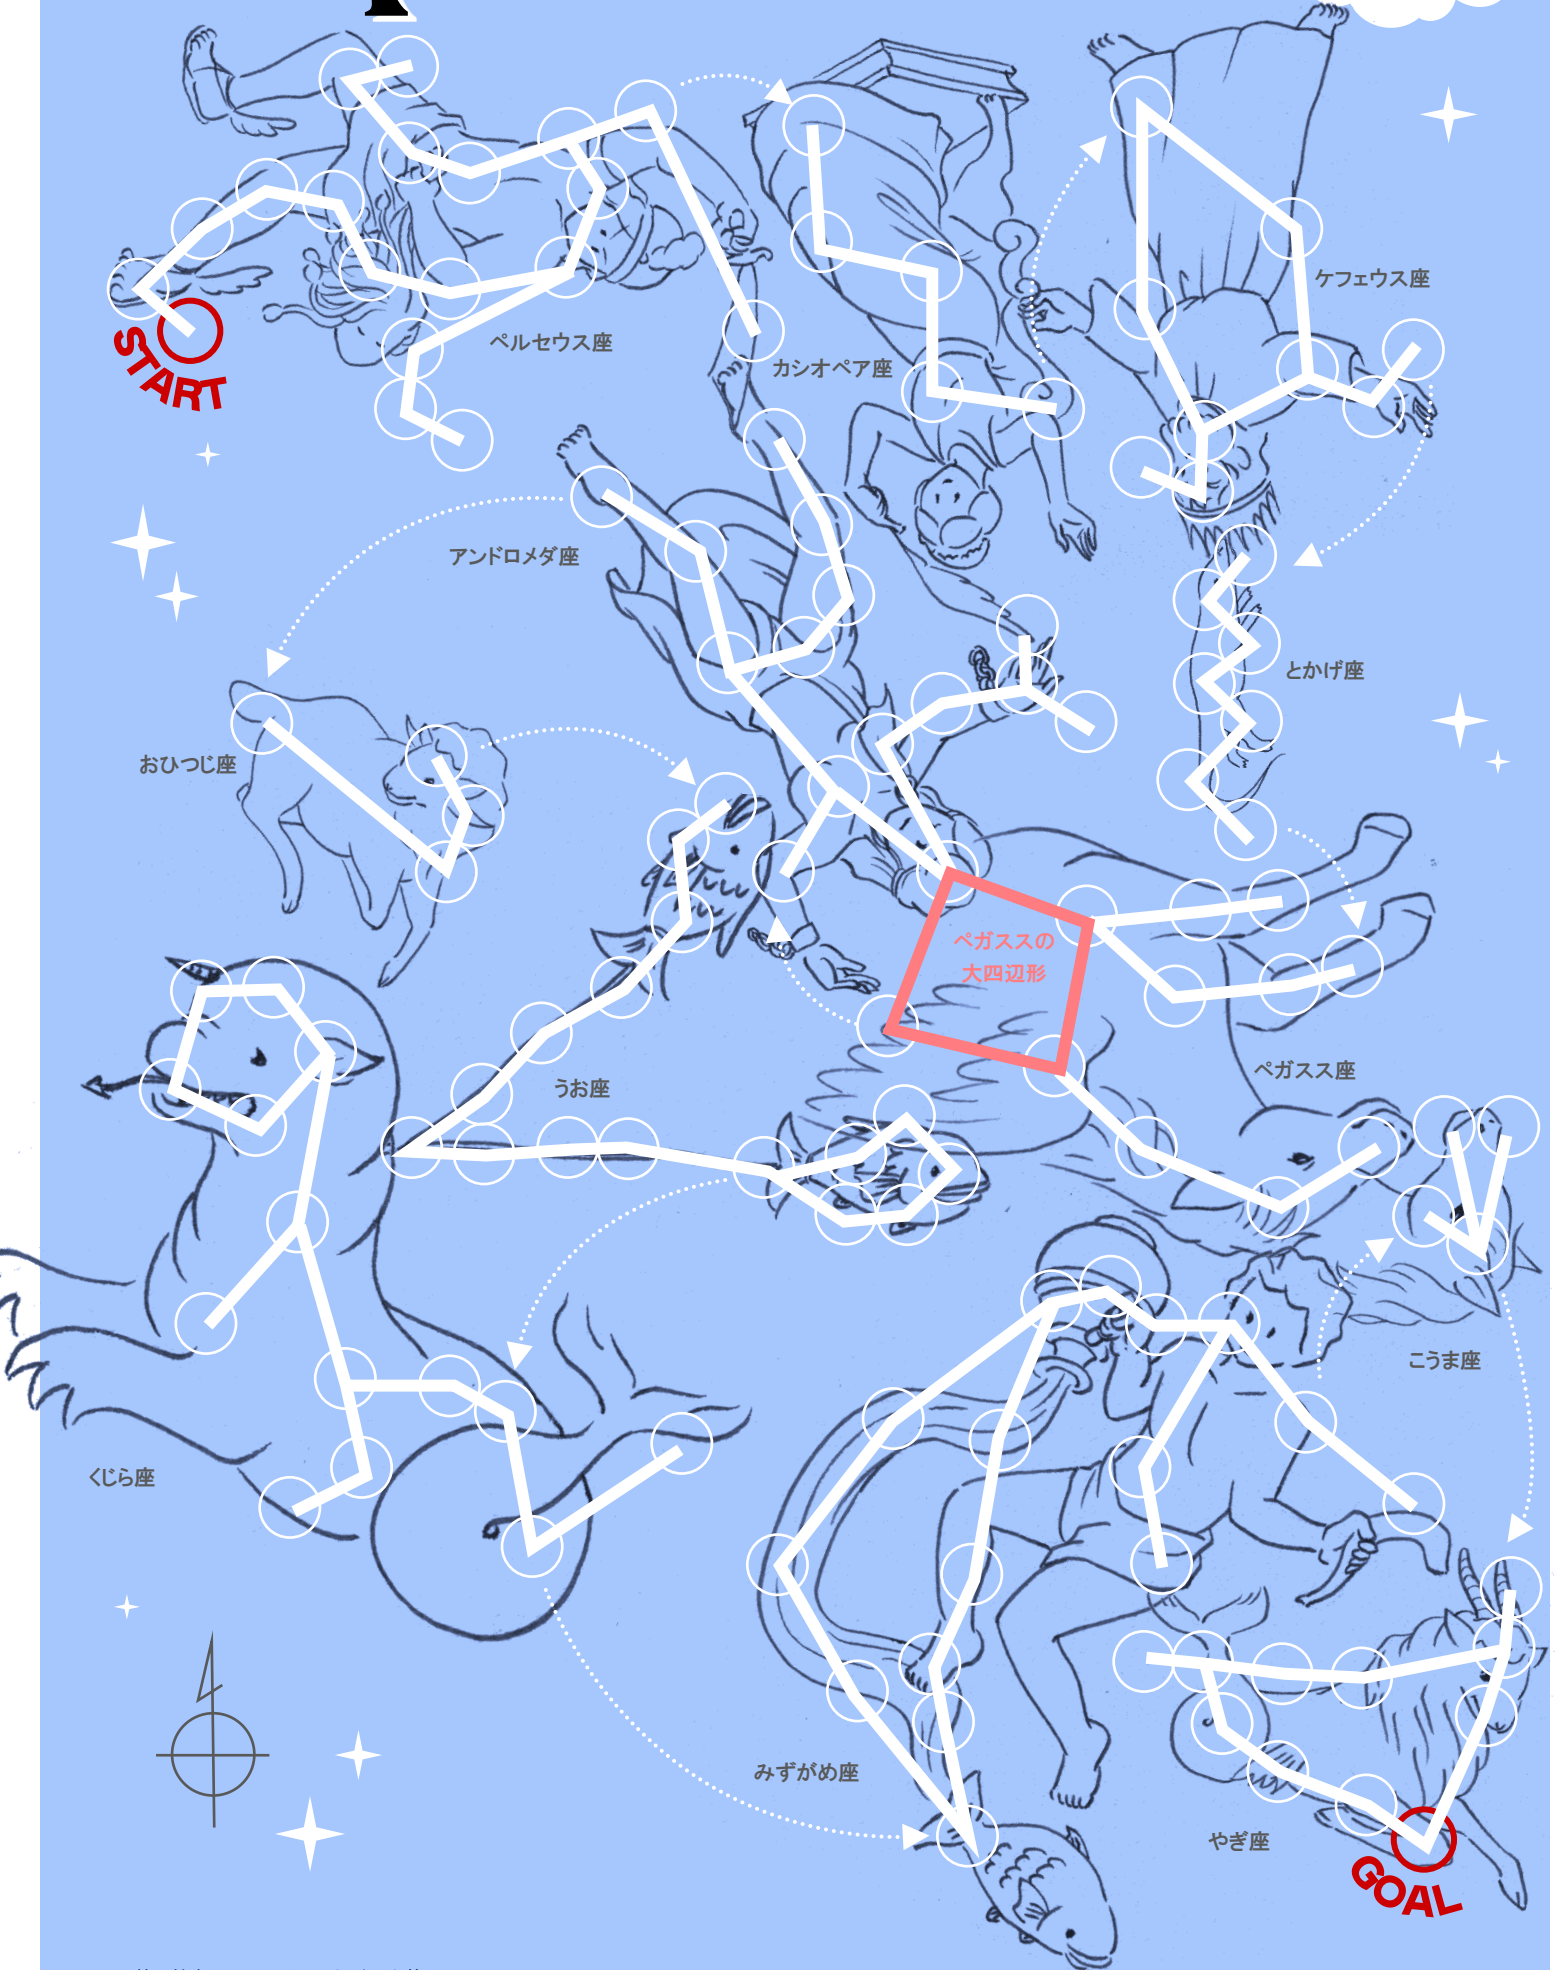 START
ペルセウス座
カシオペア座
ケフェウス座
アンドロメダ座
とかげ座
おひつじ座
ペガススの
大四辺形
うお座
ペガスス座
こうま座
くじら座
みずがめ座
やぎ座
GOAL